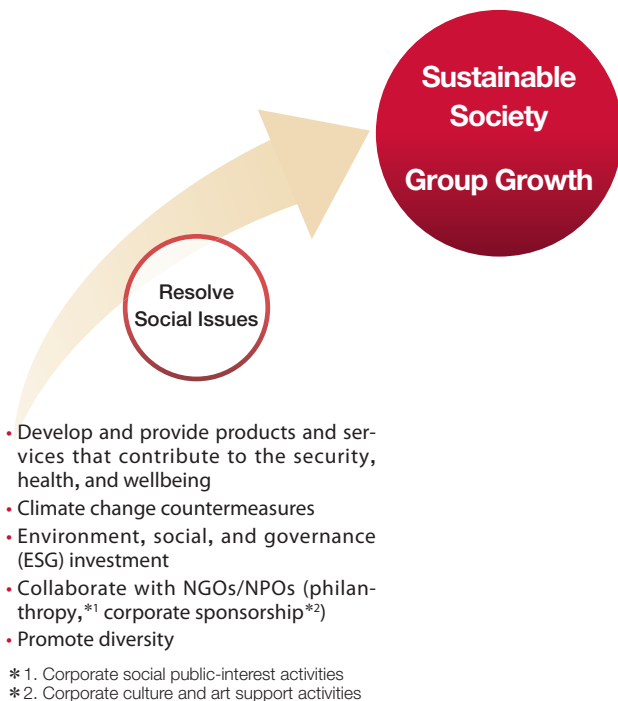 Sustainable
Society
Group Growth
Resolve
Social Issues
• Develop and provide products and ser-
vices that contribute to the security,
health, and wellbeing
• Climate change countermeasures
• Environment, social, and governance
(ESG) investment
• Collaborate with NGOs/NPOs (philan-
thropy,*1 corporate sponsorship*2)
• Promote diversity
*1. Corporate social public-interest activities
*2. Corporate culture and art support activities